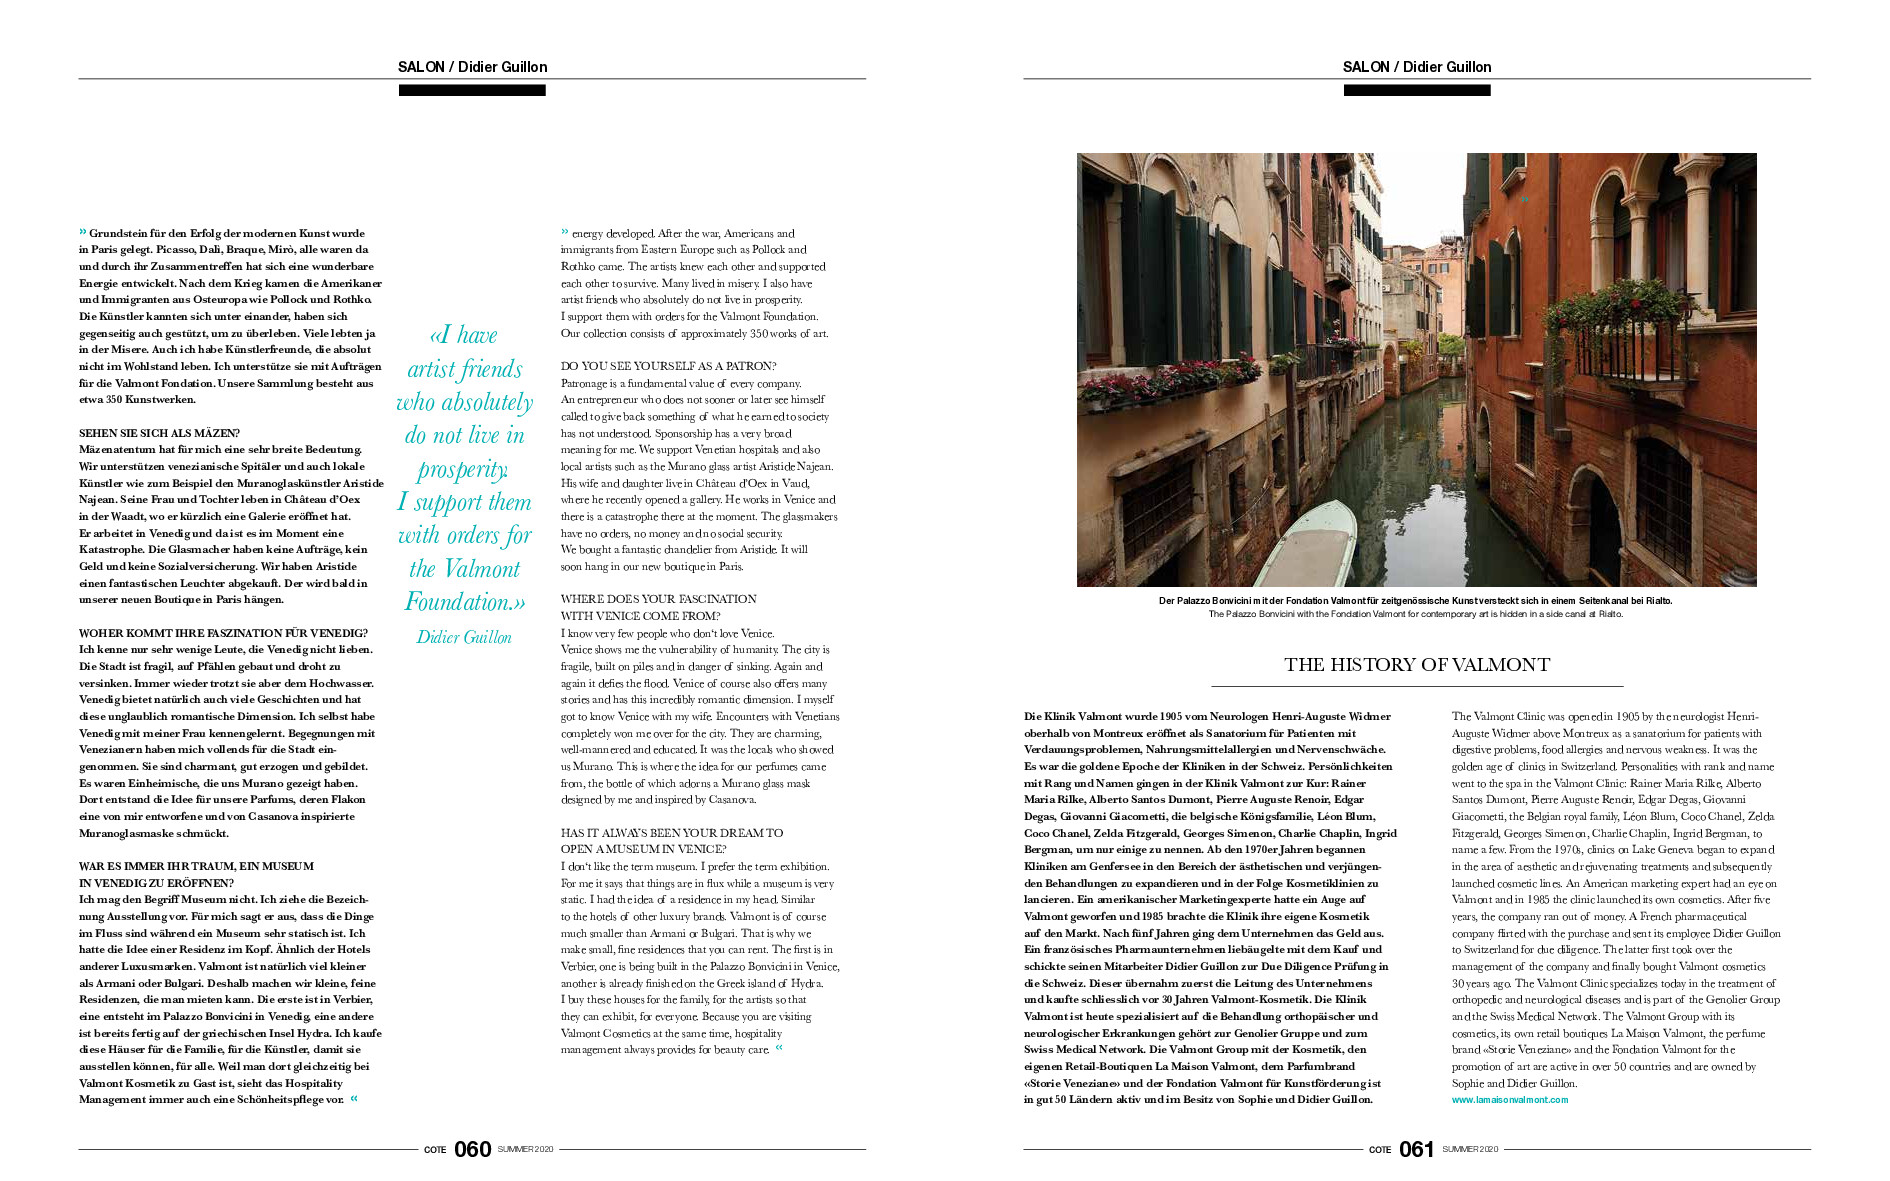 SALON / Didier Guillon
» Grundstein für den Erfolg der modernen Kunst wurde
in Paris gelegt. Picasso, Dali, Braque, Mirò, alle waren da
und durch ihr Zusammentreffen hat sich eine wunderbare
Energie entwickelt. Nach dem Krieg kamen die Amerikaner
und Immigranten aus Osteuropa wie Pollock und Rothko.
Die Künstler kannten sich unter einander, haben sich
gegenseitig auch gestützt, um zu überleben. Viele lebten ja
in der Misere. Auch ich habe Künstlerfreunde, die absolut
nicht im Wohlstand leben. Ich unterstütze sie mit Aufträgen
für die Valmont Fondation. Unsere Sammlung besteht aus
etwa 350 Kunstwerken.
SEHEN SIE SICH ALS MÄZEN?
Mäzenatentum hat für mich eine sehr breite Bedeutung.
Wir unterstützen venezianische Spitäler und auch lokale
Künstler wie zum Beispiel den Muranoglaskünstler Aristide
Najean. Seine Frau und Tochter leben in Château d'Oex
in der Waadt, wo er kürzlich eine Galerie eröffnet hat.
Er arbeitet in Venedig und da ist es im Moment eine
Katastrophe. Die Glasmacher haben keine Aufträge, kein
Geld und keine Sozialversicherung. Wir haben Aristide
einen fantastischen Leuchter abgekauft. Der wird bald in
unserer neuen Boutique in Paris hängen.
WOHER KOMMT IHRE FASZINATION FÜR VENEDIG?
Ich kenne nur sehr wenige Leute, die Venedig nicht lieben.
Die Stadt ist fragil, auf Pfählen gebaut und droht zu
versinken. Immer wieder trotzt sie aber dem Hochwasser.
Venedig bietet natürlich auch viele Geschichten und hat
diese unglaublich romantische Dimension. Ich selbst habe
Venedig mit meiner Frau kennengelernt. Begegnungen mit
Venezianern haben mich vollends für die Stadt ein-
genommen. Sie sind charmant, gut erzogen und gebildet.
Es waren Einheimische, die uns Murano gezeigt haben.
Dort entstand die Idee für unsere Parfums, deren Flakon
eine von mir entworfene und von Casanova inspirierte
Muranoglasmaske schmückt.
WAR ES IMMER IHR TRAUM, EIN MUSEUM
IN VENEDIG ZU ERÖFFNEN?
Ich mag den Begriff Museum nicht. Ich ziehe die Bezeich-
nung Ausstellung vor. Für mich sagt er aus, dass die Dinge
im Fluss sind während ein Museum sehr statisch ist. Ich
hatte die Idee einer Residenz im Kopf. Ähnlich der Hotels
anderer Luxusmarken. Valmont ist natürlich viel kleiner
als Armani oder Bulgari. Deshalb machen wir kleine, feine
Residenzen, die man mieten kann. Die erste ist in Verbier,
eine entsteht im Palazzo Bonvicini in Venedig, eine andere
ist bereits fertig auf der griechischen Insel Hydra. Ich kaufe
diese Häuser für die Familie, für die Künstler, damit sie
ausstellen können, für alle. Weil man dort gleichzeitig bei
Valmont Kosmetik zu Gast ist, sieht das Hospitality
Management immer auch eine Schönheitspflege vor. «
«I have
artist friends
who absolutely
do not live in
prosperity.
I support them
with orders for
the Valmont
Foundation.»
Didier Guillon
» energy developed. After the war, Americans and
immigrants from Eastern Europe such as Pollock and
Rothko came. The artists knew each other and supported
each other to survive. Many lived in misery. I also have
artist friends who absolutely do not live in prosperity.
I support them with orders for the Valmont Foundation.
Our collection consists of approximately 350 works of art.
DO YOU SEE YOURSELF AS A PATRON?
Patronage is a fundamental value of every company.
An entrepreneur who does not sooner or later see himself
called to give back something of what he earned to society
has not understood. Sponsorship has a very broad
meaning for me. We support Venetian hospitals and also
local artists such as the Murano glass artist Aristide Najean.
His wife and daughter live in Château d'Oex in Vaud,
where he recently opened a gallery. He works in Venice and
there is a catastrophe there at the moment. The glassmakers
have no orders, no money and no social security.
We bought a fantastic chandelier from Aristide. It will
soon hang in our new boutique in Paris.
WHERE DOES YOUR FASCINATION
WITH VENICE COME FROM?
I know very few people who don't love Venice.
Venice shows me the vulnerability of humanity. The city is
fragile, built on piles and in danger of sinking. Again and
again it defies the flood. Venice of course also offers many
stories and has this incredibly romantic dimension. I myself
got to know Venice with my wife. Encounters with Venetians
completely won me over for the city. They are charming,
well-mannered and educated. It was the locals who showed
us Murano. This is where the idea for our perfumes came
from, the bottle of which adorns a Murano glass mask
designed by me and inspired by Casanova.
HAS IT ALWAYS BEEN YOUR DREAM TO
OPEN A MUSEUM IN VENICE?
I don't like the term museum. I prefer the term exhibition.
For me it says that things are in flux while a museum is very
static. I had the idea of a residence in my head. Similar
to the hotels of other luxury brands. Valmont is of course
much smaller than Armani or Bulgari. That is why we
make small, fine residences that you can rent. The first is in
Verbier, one is being built in the Palazzo Bonvicini in Venice,
another is already finished on the Greek island of Hydra.
I buy these houses for the family, for the artists so that
they can exhibit, for everyone. Because you are visiting
Valmont Cosmetics at the same time, hospitality
management always provides for beauty care. «
COTE 060 SUMMER 2020
SALON / Didier Guillon
»
Der Palazzo Bonvicini mit der Fondation Valmont für zeitgenössische Kunst versteckt sich in einem Seitenkanal bei Rialto.
The Palazzo Bonvicini with the Fondation Valmont for contemporary art is hidden in a side canal at Rialto.
THE HISTORY OF VALMONT
Die Klinik Valmont wurde 1905 vom Neurologen Henri-Auguste Widmer
oberhalb von Montreux eröffnet als Sanatorium für Patienten mit
Verdauungsproblemen, Nahrungsmittelallergien und Nervenschwäche.
Es war die goldene Epoche der Kliniken in der Schweiz. Persönlichkeiten
mit Rang und Namen gingen in der Klinik Valmont zur Kur: Rainer
Maria Rilke, Alberto Santos Dumont, Pierre Auguste Renoir, Edgar
Degas, Giovanni Giacometti, die belgische Königsfamilie, Léon Blum,
Coco Chanel, Zelda Fitzgerald, Georges Simenon, Charlie Chaplin, Ingrid
Bergman, um nur einige zu nennen. Ab den 1970er Jahren begannen
Kliniken am Genfersee in den Bereich der ästhetischen und verjüngen-
den Behandlungen zu expandieren und in der Folge Kosmetiklinien zu
lancieren. Ein amerikanischer Marketingexperte hatte ein Auge auf
Valmont geworfen und 1985 brachte die Klinik ihre eigene Kosmetik
auf den Markt. Nach fünf Jahren ging dem Unternehmen das Geld aus.
Ein französisches Pharmaunternehmen liebäugelte mit dem Kauf und
schickte seinen Mitarbeiter Didier Guillon zur Due Diligence Prüfung in
die Schweiz. Dieser übernahm zuerst die Leitung des Unternehmens
und kaufte schliesslich vor 30 Jahren Valmont-Kosmetik. Die Klinik
Valmont ist heute spezialisiert auf die Behandlung orthopäischer und
neurologischer Erkrankungen gehört zur Genolier Gruppe und zum
Swiss Medical Network. Die Valmont Group mit der Kosmetik, den
eigenen Retail-Boutiquen La Maison Valmont, dem Parfumbrand
«Storie Veneziane» und der Fondation Valmont für Kunstförderung ist
in gut 50 Ländern aktiv und im Besitz von Sophie und Didier Guillon.
The Valmont Clinic was opened in 1905 by the neurologist Henri-
Auguste Widmer above Montreux as a sanatorium for patients with
digestive problems, food allergies and nervous weakness. It was the
golden age of clinics in Switzerland. Personalities with rank and name
went to the spa in the Valmont Clinic: Rainer Maria Rilke, Alberto
Santos Dumont, Pierre Auguste Renoir, Edgar Degas, Giovanni
Giacometti, the Belgian royal family, Léon Blum, Coco Chanel, Zelda
Fitzgerald, Georges Simenon, Charlie Chaplin, Ingrid Bergman, to
name a few. From the 1970s, clinics on Lake Geneva began to expand
in the area of aesthetic and rejuvenating treatments and subsequently
launched cosmetic lines. An American marketing expert had an eye on
Valmont and in 1985 the clinic launched its own cosmetics. After five
years, the company ran out of money. A French pharmaceutical
company flirted with the purchase and sent its employee Didier Guillon
to Switzerland for due diligence. The latter first took over the
management of the company and finally bought Valmont cosmetics
30 years ago. The Valmont Clinic specializes today in the treatment of
orthopedic and neurological diseases and is part of the Genolier Group
and the Swiss Medical Network. The Valmont Group with its
cosmetics, its own retail boutiques La Maison Valmont, the perfume
brand «Storie Veneziane» and the Fondation Valmont for the
promotion of art are active in over 50 countries and are owned by
Sophie and Didier Guillon.
www.lamaisonvalmont.com
COTE 061 SUMMER 2020